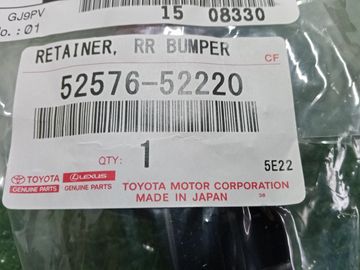 GJ9PV
15 08330
o.: 01
RETAINER, RR BUMPER
CF
52576-52220
QTY: 1
5E22
TOYOTA LEXUS
GENUINE PARTS GENUINE PARTS
TOYOTA MOTOR CORPORATION
MADE IN JAPAN 38